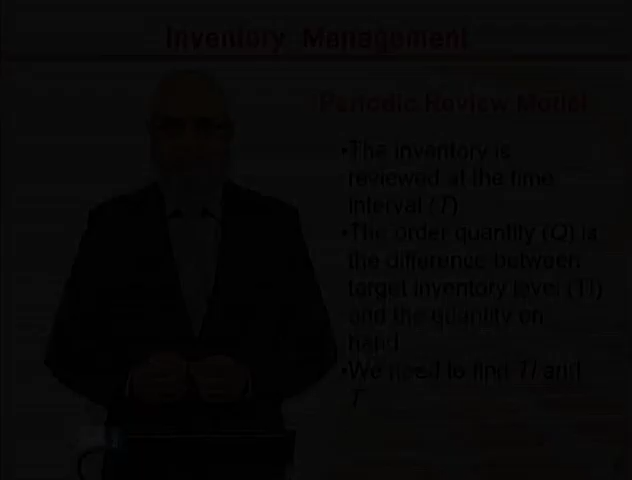 Inventory Management
Periodic Review Model
•The inventory is
reviewed at the time
interval (T)
•The order quantity (Q) is
the difference between
target inventory level (TI)
and the quantity on
hand
•We need to find TI and
T